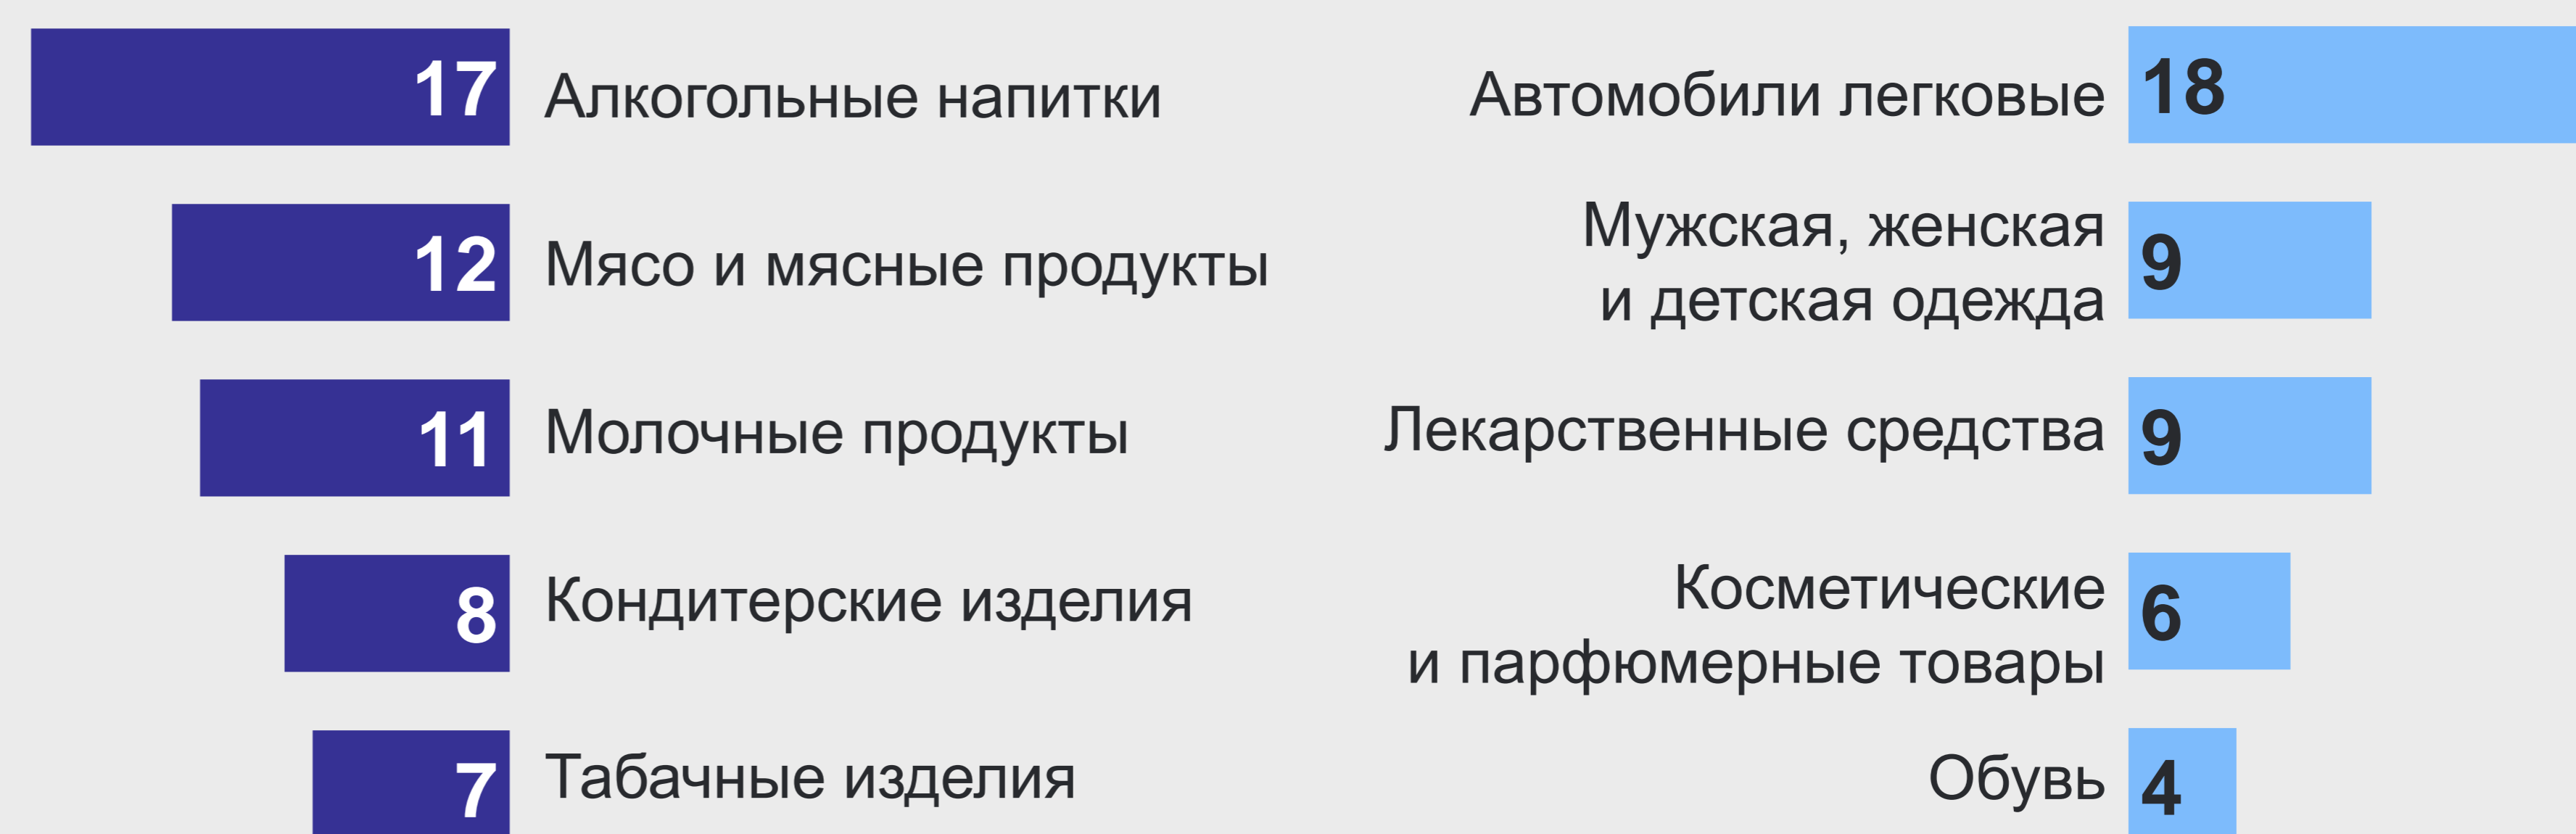 17 Алкогольные напитки
12 Мясо и мясные продукты
11 Молочные продукты
8 Кондитерские изделия
7 Табачные изделия
Автомобили легковые 18
Мужская, женская
и детская одежда 9
Лекарственные средства 9
Косметические
и парфюмерные товары 6
Обувь 4